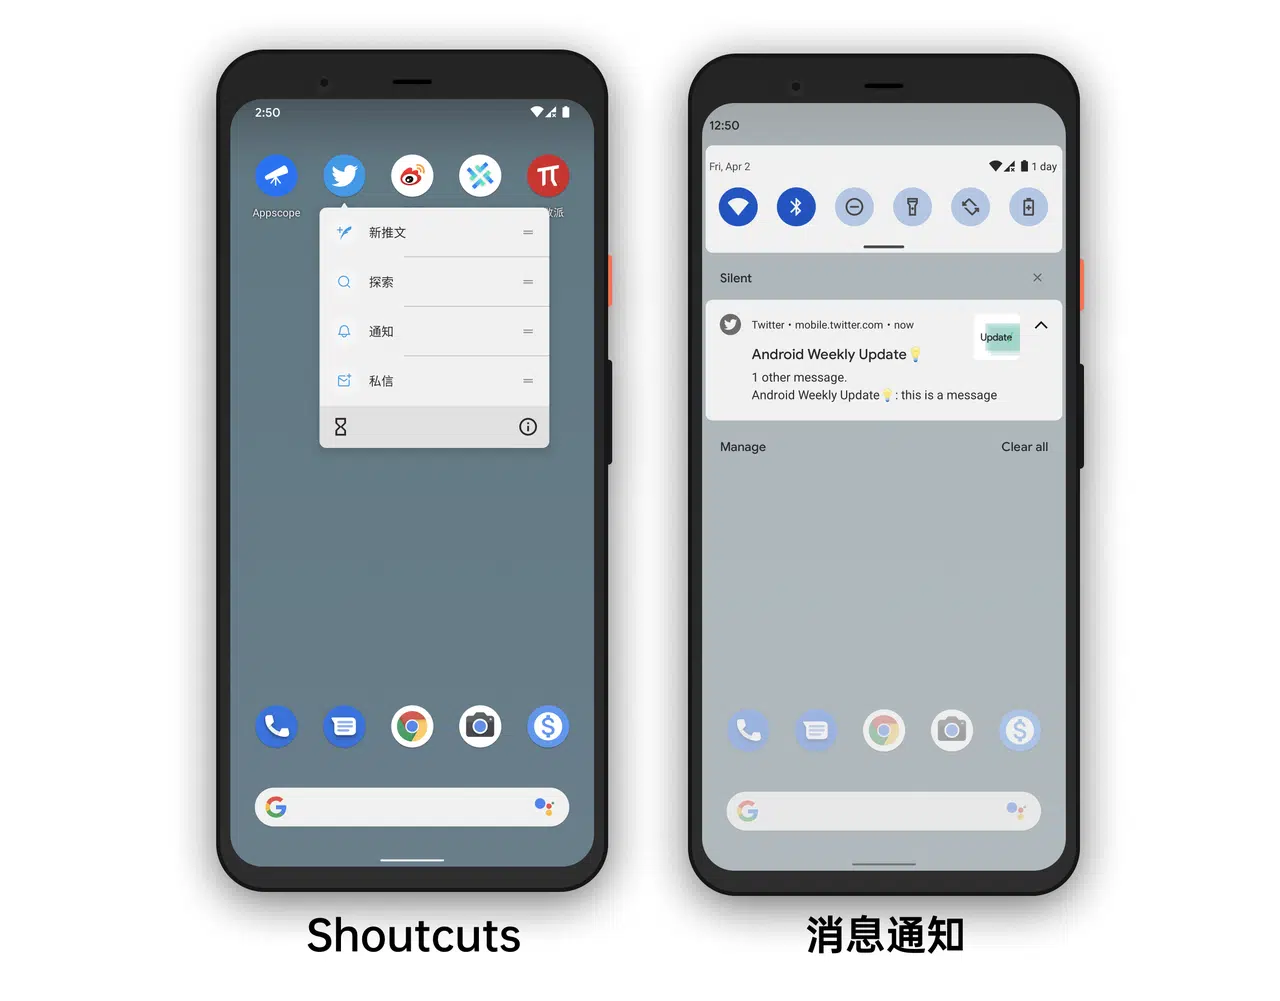 2:50
Appscope
派
新推文
探索
通知
私信
Shoutcuts
12:50
Fri, Apr 2
1 day
Silent
Twitter • mobile.twitter.com • now
Update
Android Weekly Update💡
1 other message.
Android Weekly Update💡: this is a message
Manage
Clear all
消息通知